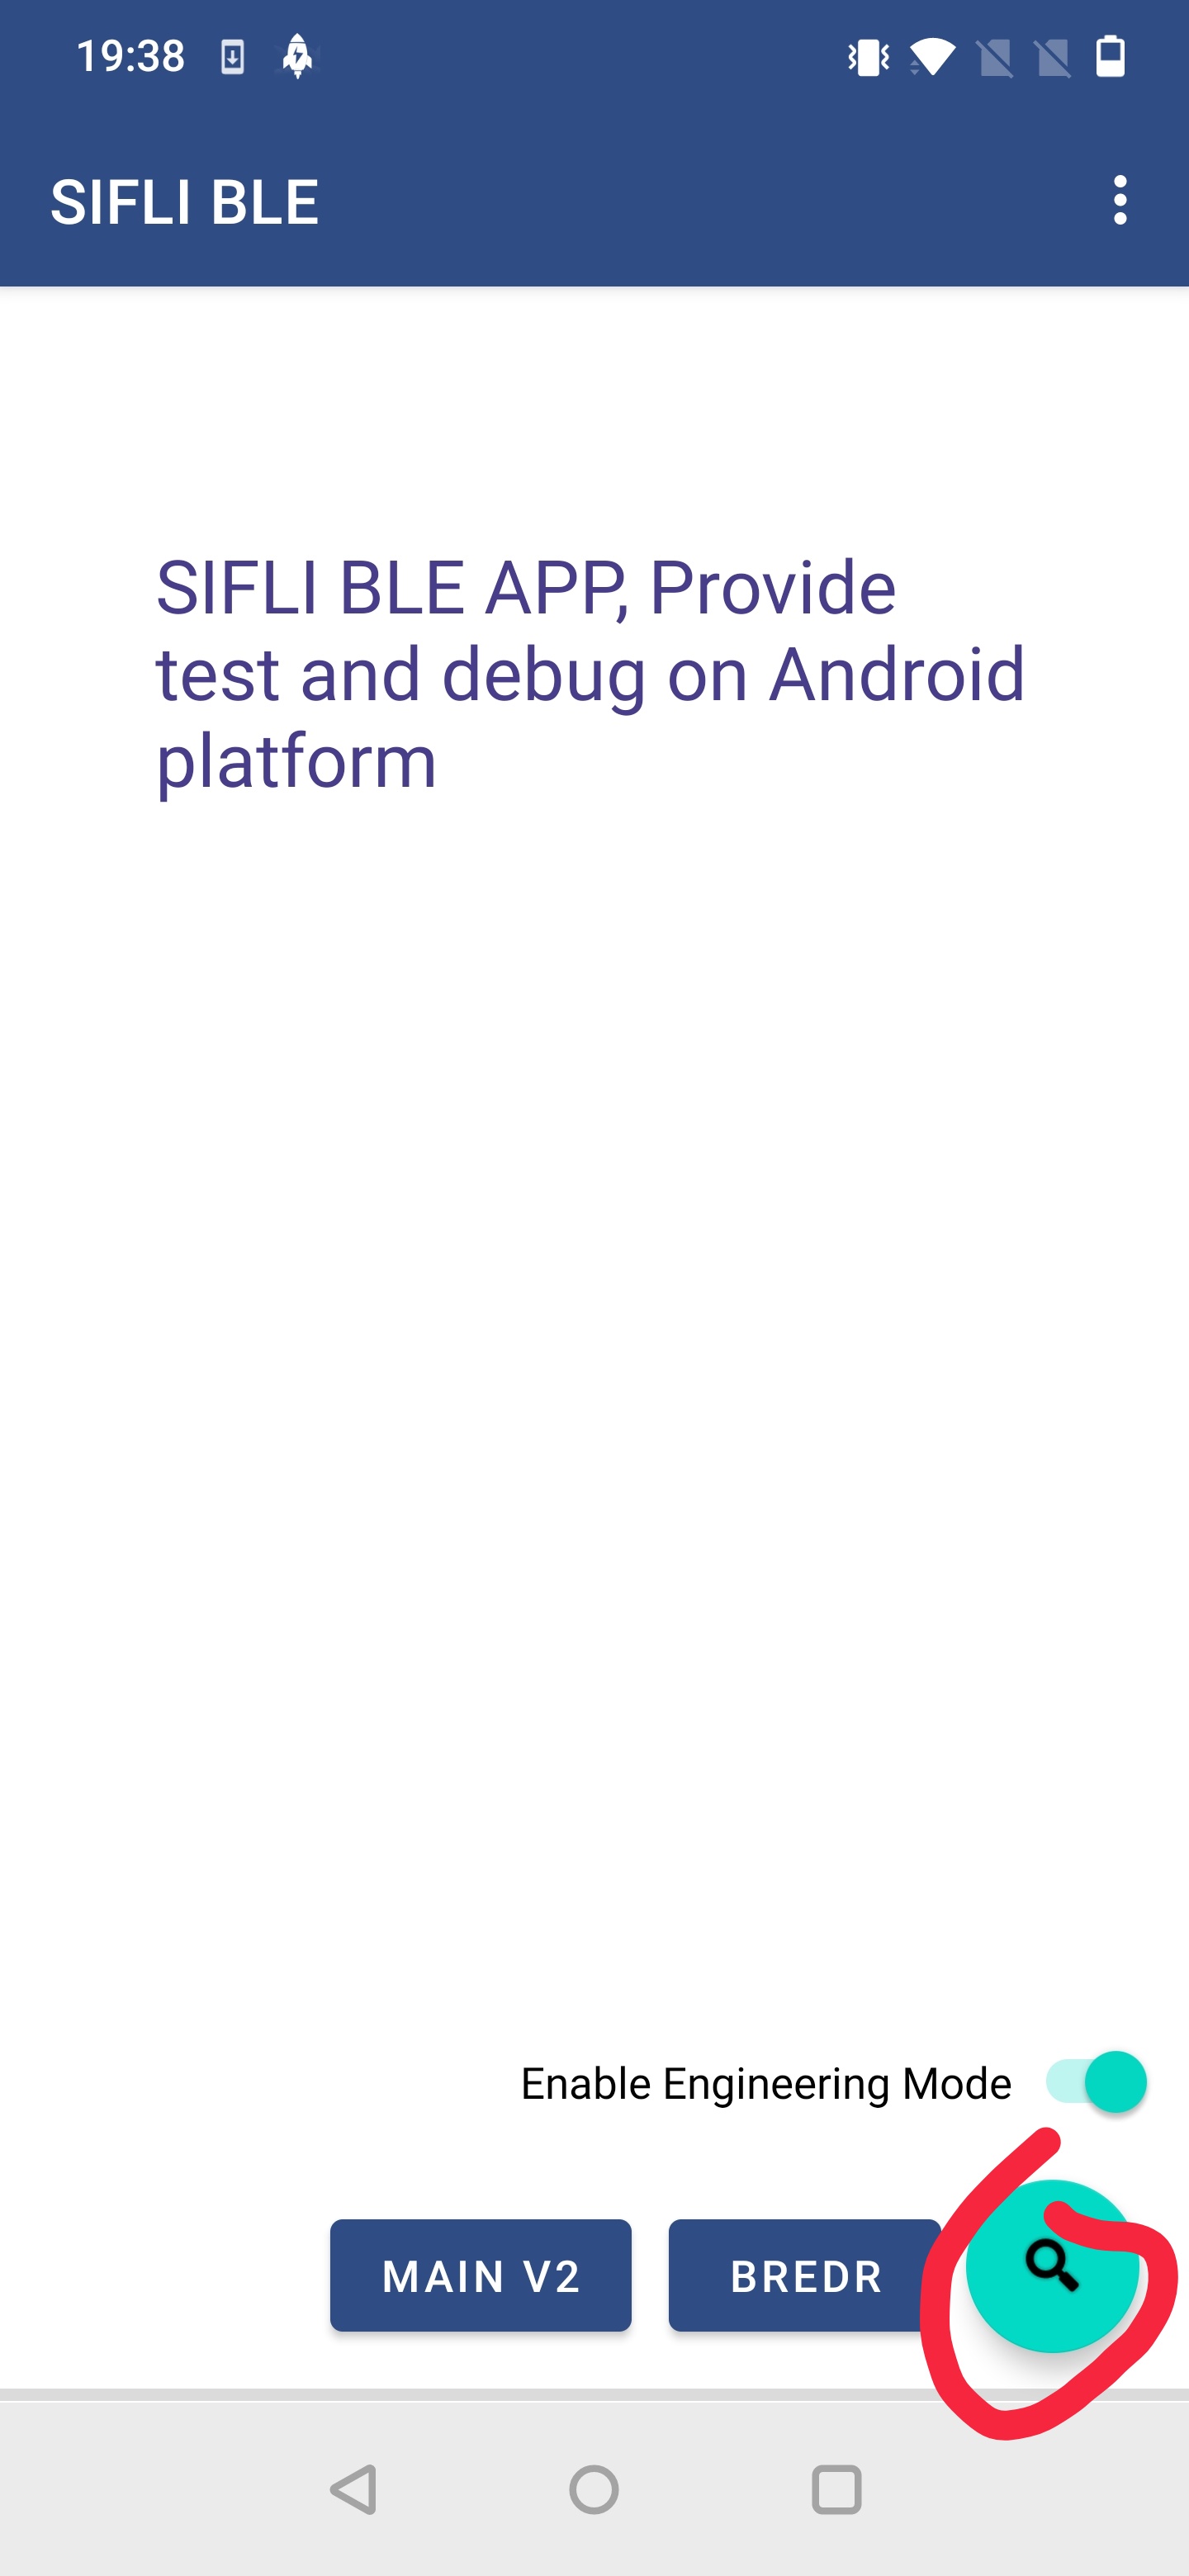 19:38
SIFLI BLE
SIFLI BLE APP, Provide
test and debug on Android
platform
Enable Engineering Mode
MAIN V2
BREDR